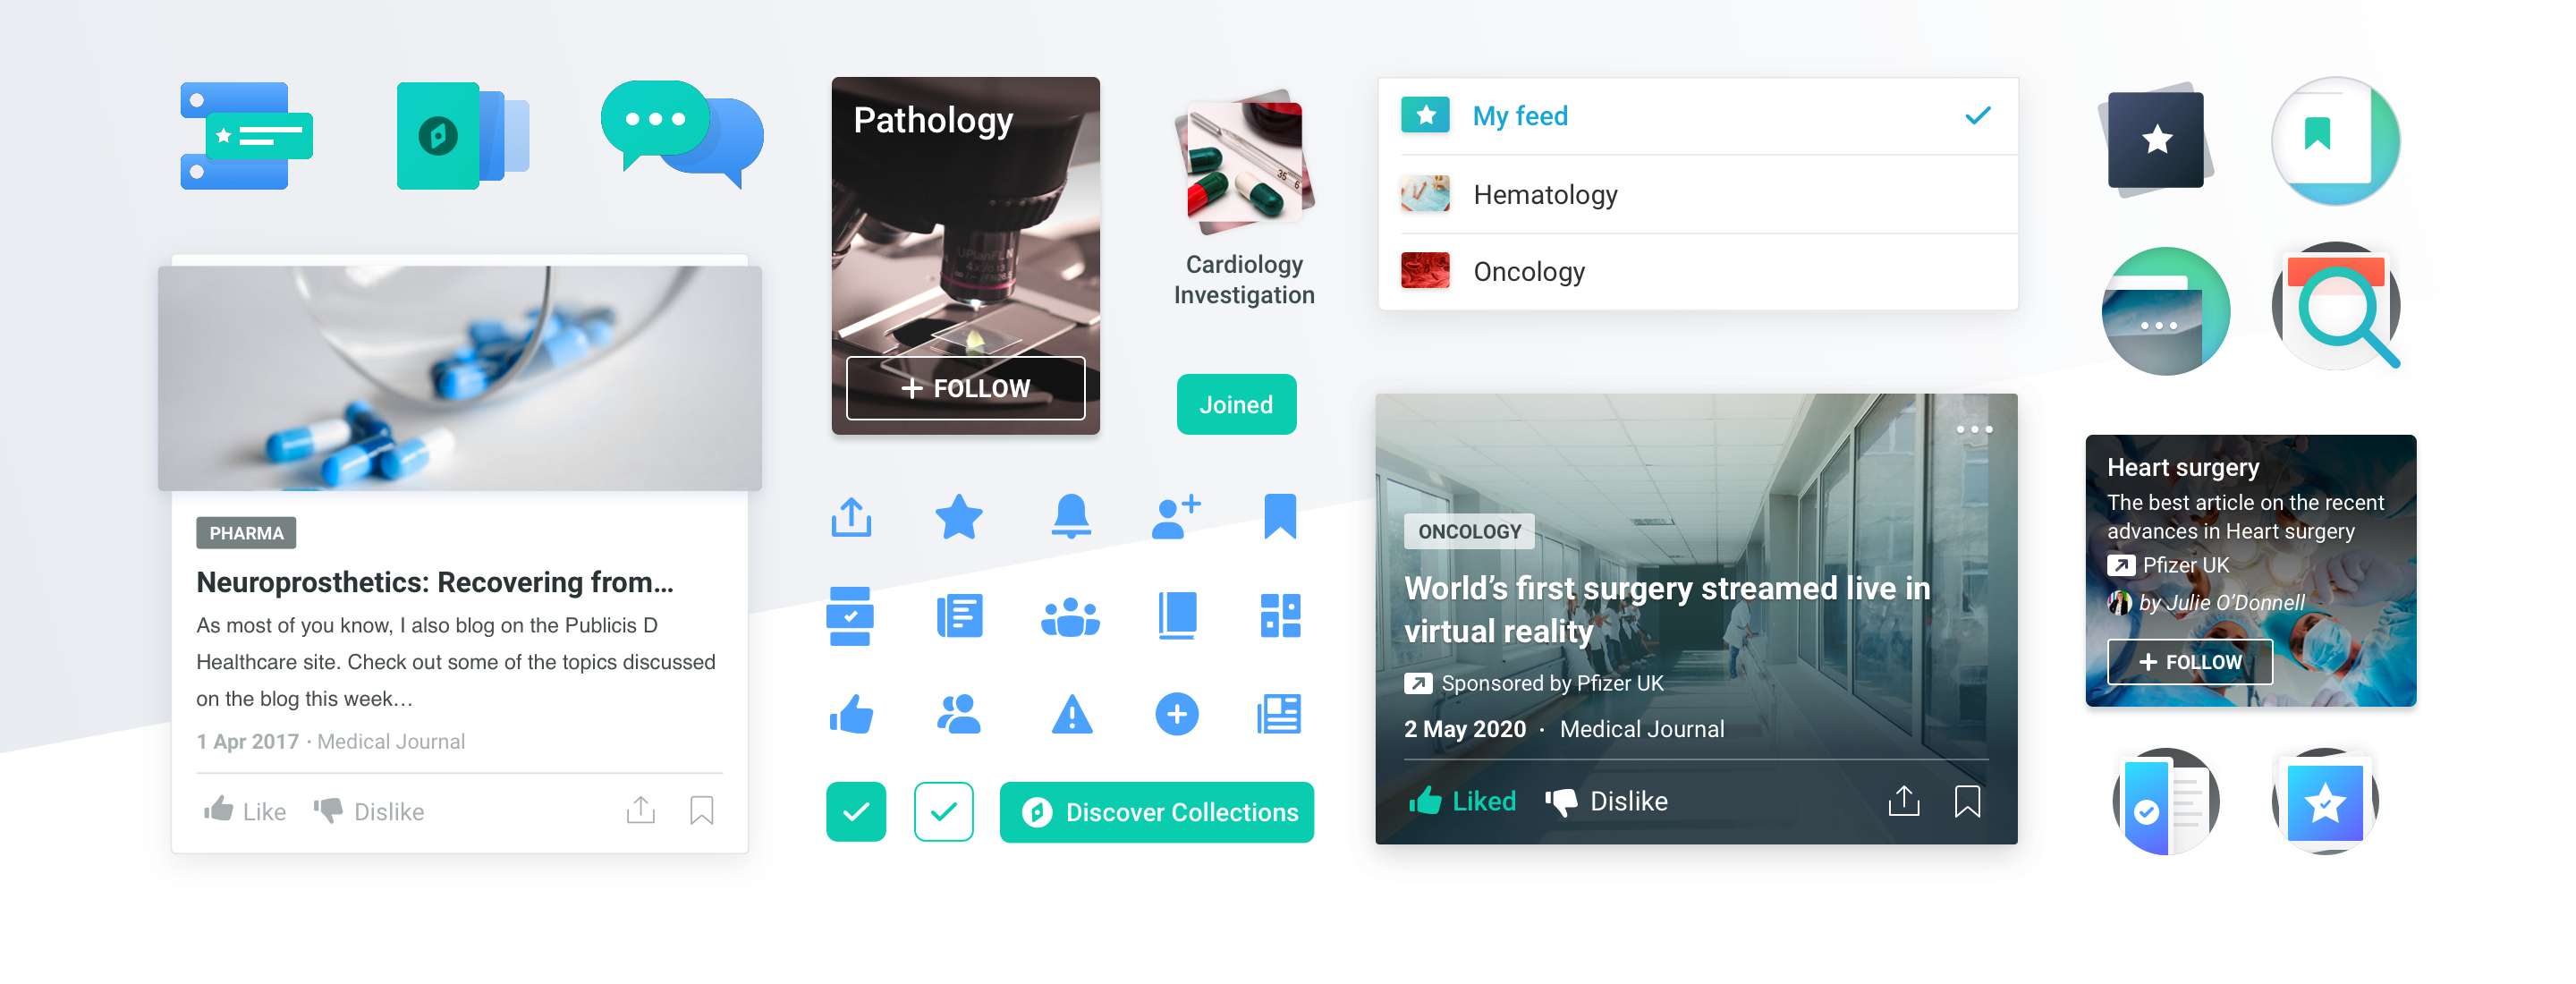 PHARMA
Neuroprosthetics: Recovering from...
As most of you know, I also blog on the Publicis D
Healthcare site. Check out some of the topics discussed
on the blog this week...
1 Apr 2017 · Medical Journal
Like
Dislike
Pathology
UPlanFL N
+ FOLLOW
35
Cardiology
Investigation
Joined
Discover Collections
My feed
Hematology
Oncology
ONCOLOGY
World’s first surgery streamed live in
virtual reality
Sponsored by Pfizer UK
2 May 2020 · Medical Journal
Liked
Dislike
Heart surgery
The best article on the recent
advances in Heart surgery
Pfizer UK
by Julie O’Donnell
+ FOLLOW